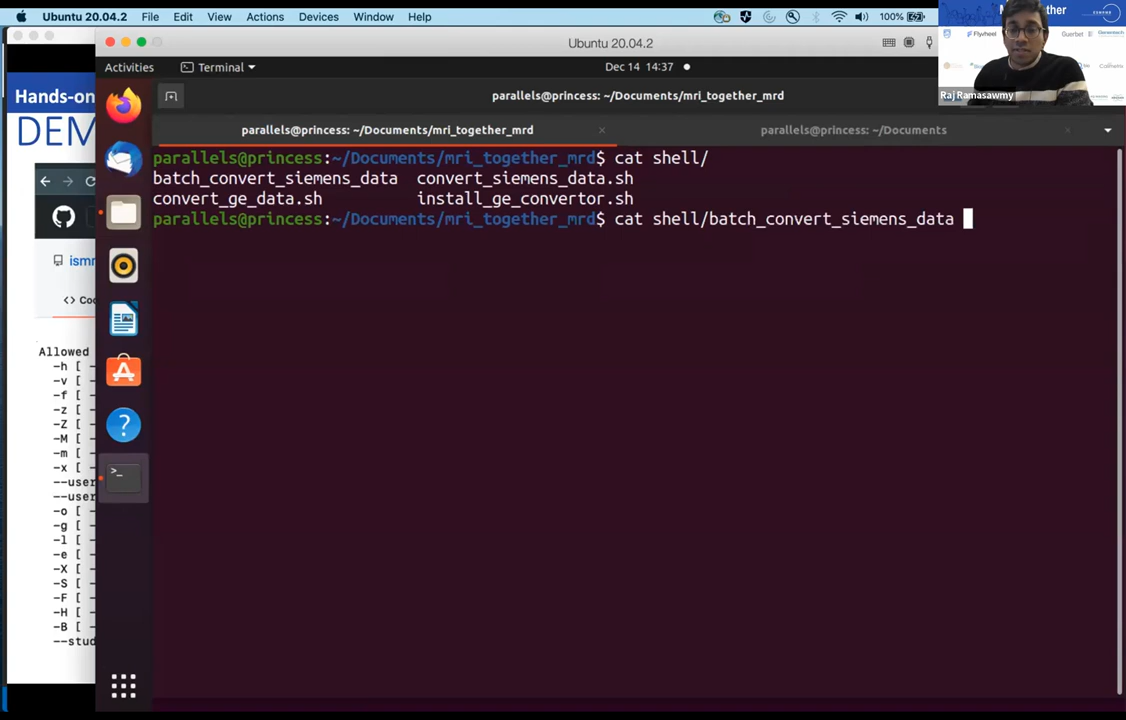 Ubuntu 20.04.2 File Edit View Actions Devices Window Help 100%
Ubuntu 20.04.2
Activities Terminal Dec 14 14:37
parallels@princess: ~/Documents/mri_together_mrd
parallels@princess: ~/Documents/mri_together_mrd × parallels@princess: ~/Documents ×
parallels@princess:~/Documents/mri_together_mrd$ cat shell/
batch_convert_siemens_data convert_siemens_data.sh
convert_ge_data.sh install_ge_convertor.sh
parallels@princess:~/Documents/mri_together_mrd$ cat shell/batch_convert_siemens_data
Hands-on
DEM
ismr
<> Co
Allowed
-h [ -
-v [ -
-f [ -
-z [ -
-Z [ -
-M [ -
-m [ -
-x [ -
--user
--user
-o [ -
-g [ -
-l [ -
-e [ -
-X [ -
-S [ -
-F [ -
-H [ -
-B [ -
--stud
>_
?
Flywheel
Guerbet
Raj Ramasawmy